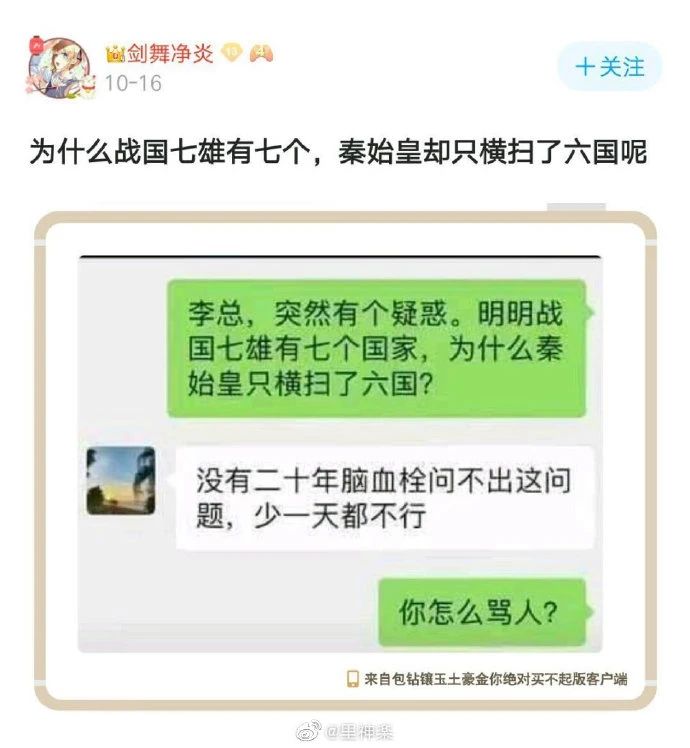 剑舞净炎
10-16
+关注
为什么战国七雄有七个，秦始皇却只横扫了六国呢
李总，突然有个疑惑。明明战
国七雄有七个国家，为什么秦
始皇只横扫了六国？
没有二十年脑血栓问不出这问
题，少一天都不行
你怎么骂人？
来自包钻镶玉土豪金你绝对买不起版客户端
@里神楽